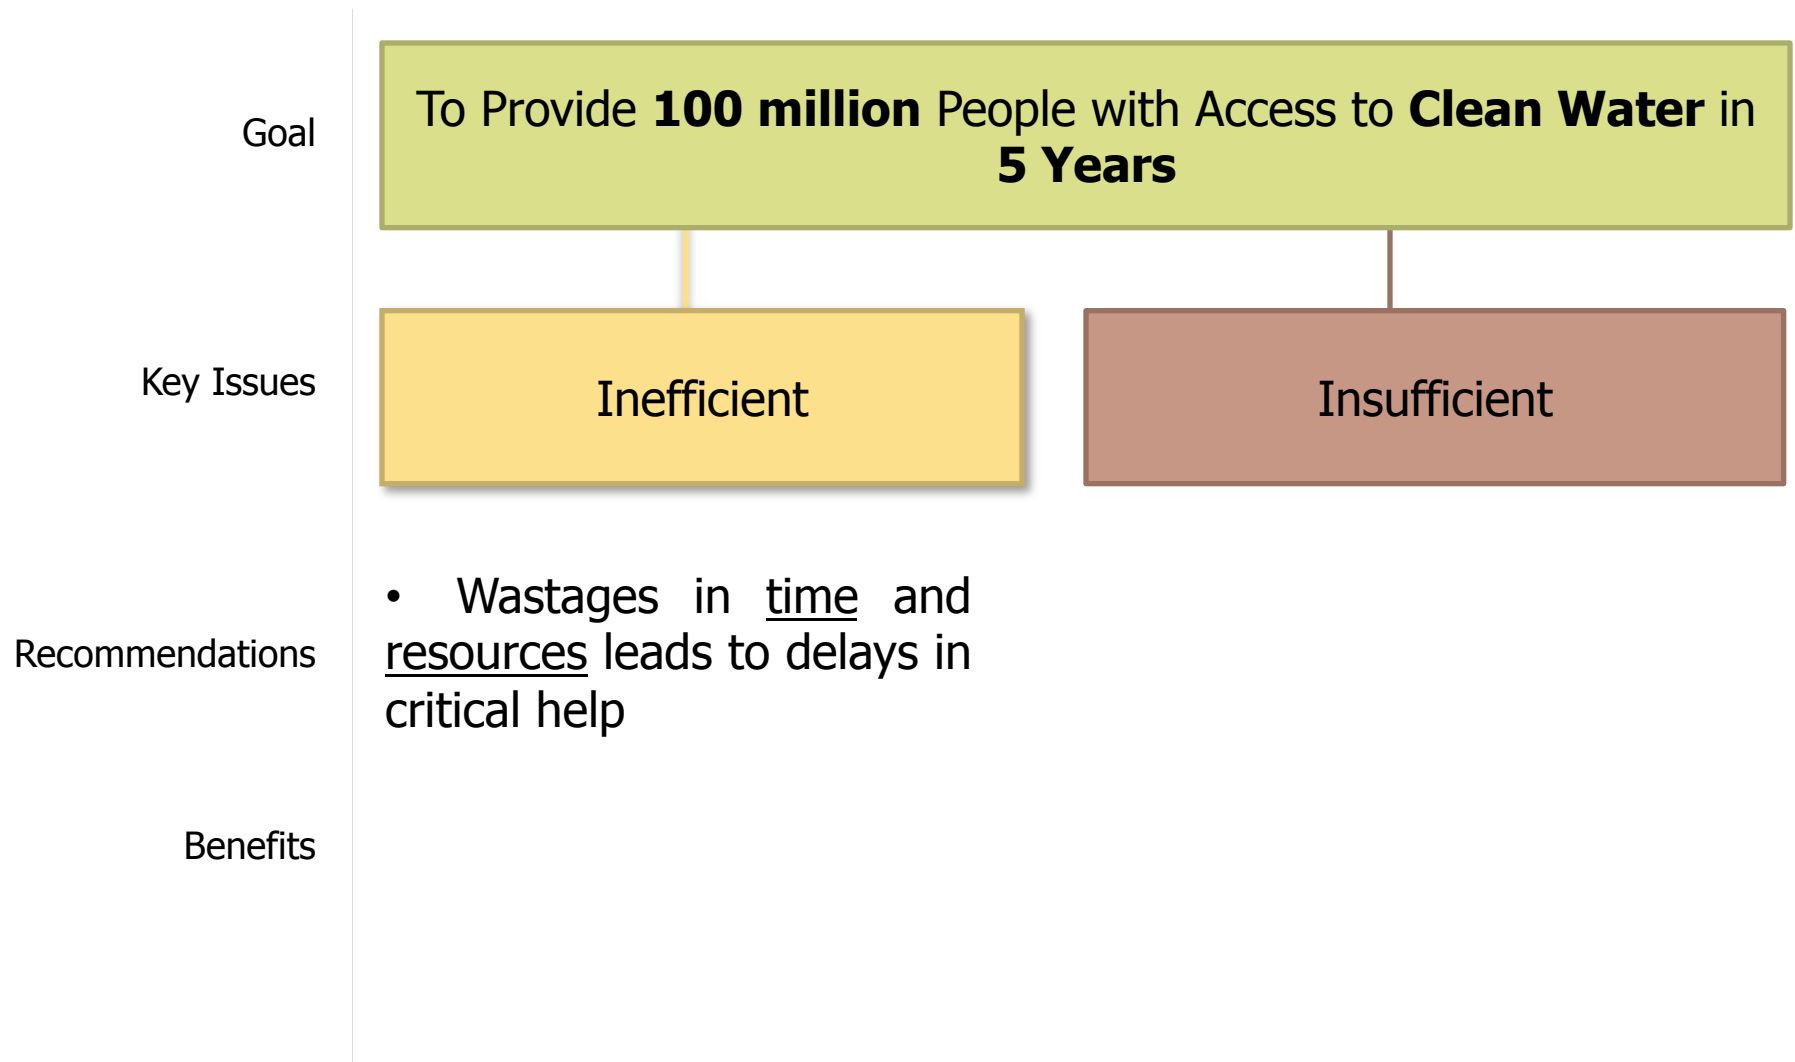 Goal
To Provide 100 million People with Access to Clean Water in
5 Years
Key Issues
Inefficient
Insufficient
Recommendations
• Wastages in time and
resources leads to delays in
critical help
Benefits